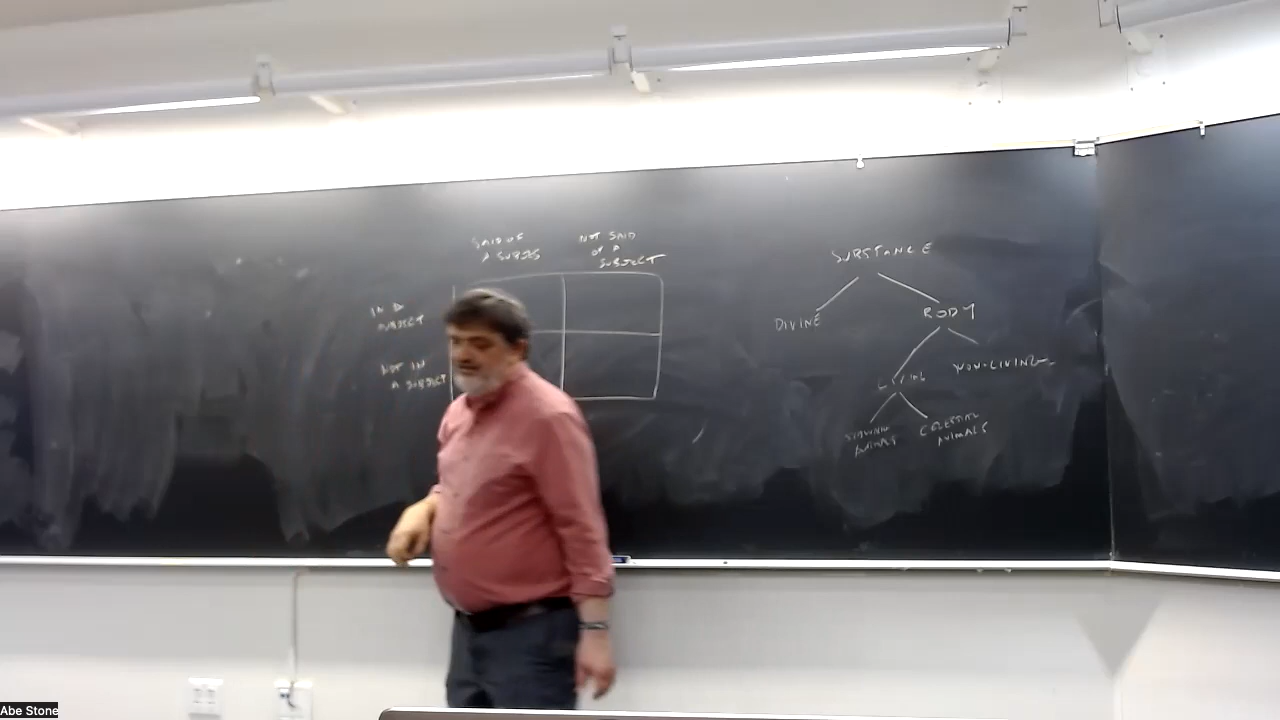 SAID OF
A SUBJS
NOT SAID
OF A
SUBJECT
IN A
SUBJECT
NOT IN
A SUBJECT
SUBSTANCE
DIVINE
BODY
LIVING
NON-LIVING
ANIMALS
CELESTIAL
ANIMALS
Abe Stone